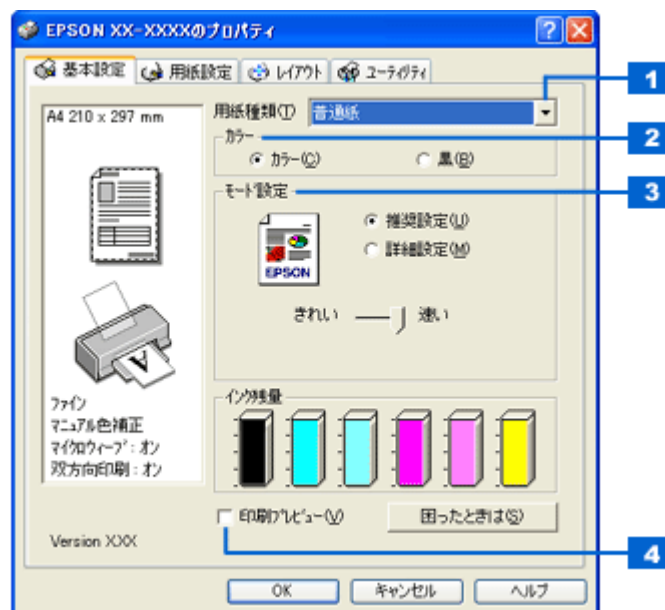 EPSON XX-XXXXのプロパティ
基本設定 用紙設定 レイアウト ユーティリティ
A4 210 x 297 mm
用紙種類(T) 普通紙
1
カラー
2
カラー(C) 黒(B)
モード設定
3
推奨設定(U)
詳細設定(M)
EPSON
きれい 速い
A
ファイン
マニュアル色補正
マイクロウィーブ : オン
双方向印刷 : オン
インク残量
印刷プレビュー(V) 困ったときは(S)
Version XXX
4
OK キャンセル ヘルプ